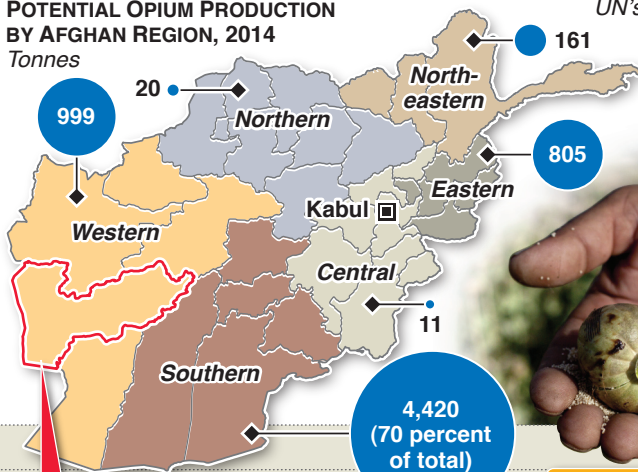 POTENTIAL OPIUM PRODUCTION
BY AFGHAN REGION, 2014
Tonnes
UN's
161
20
North-
eastern
999
Northern
805
Eastern
Kabul
Western
Central
11
Southern
4,420
(70 percent
of total)